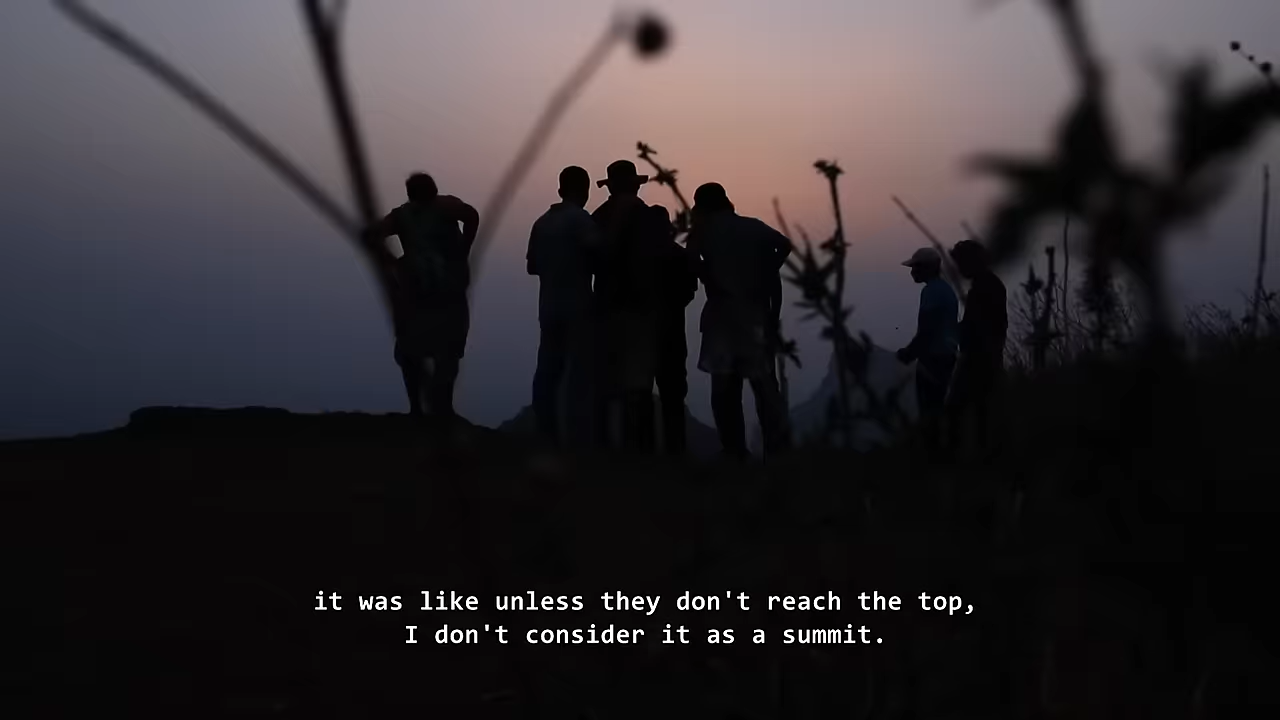 it was like unless they don't reach the top,
I don't consider it as a summit.